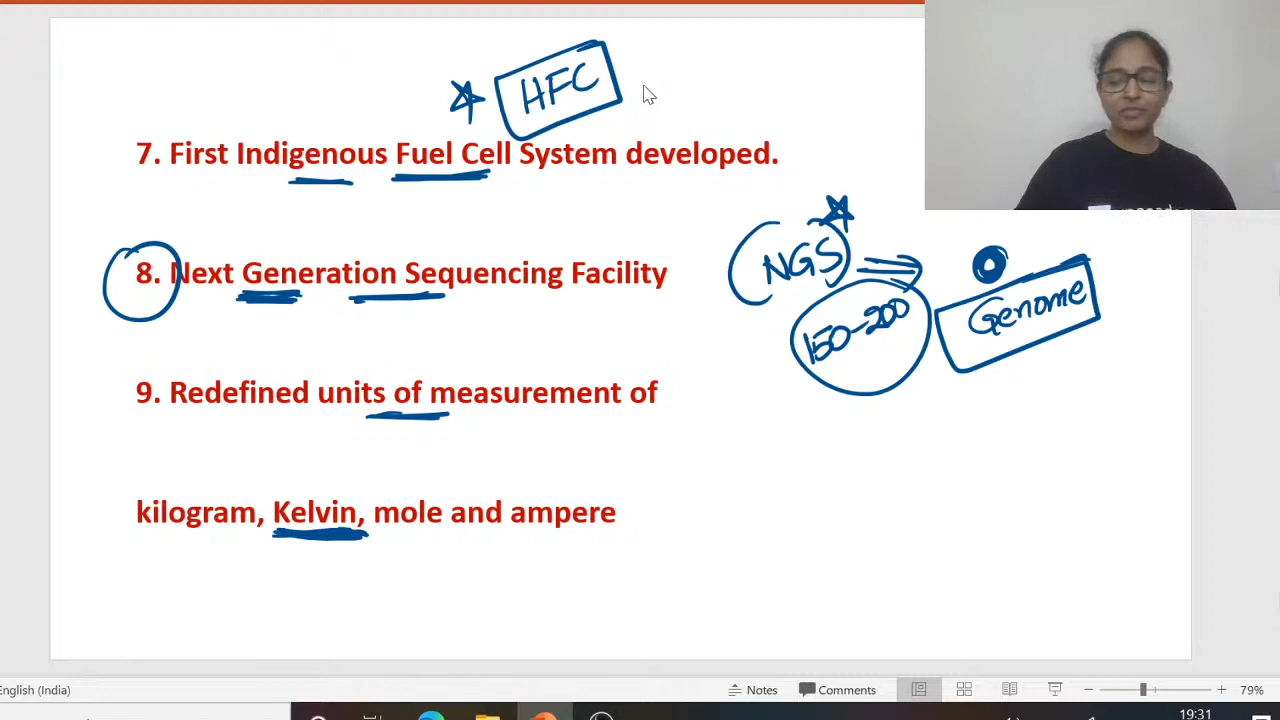 HFC
7. First Indigenous Fuel Cell System developed.
NGS
8. Next Generation Sequencing Facility
Genome
150-200
9. Redefined units of measurement of
kilogram, Kelvin, mole and ampere
English (India)
Notes
Comments
79%
19:31